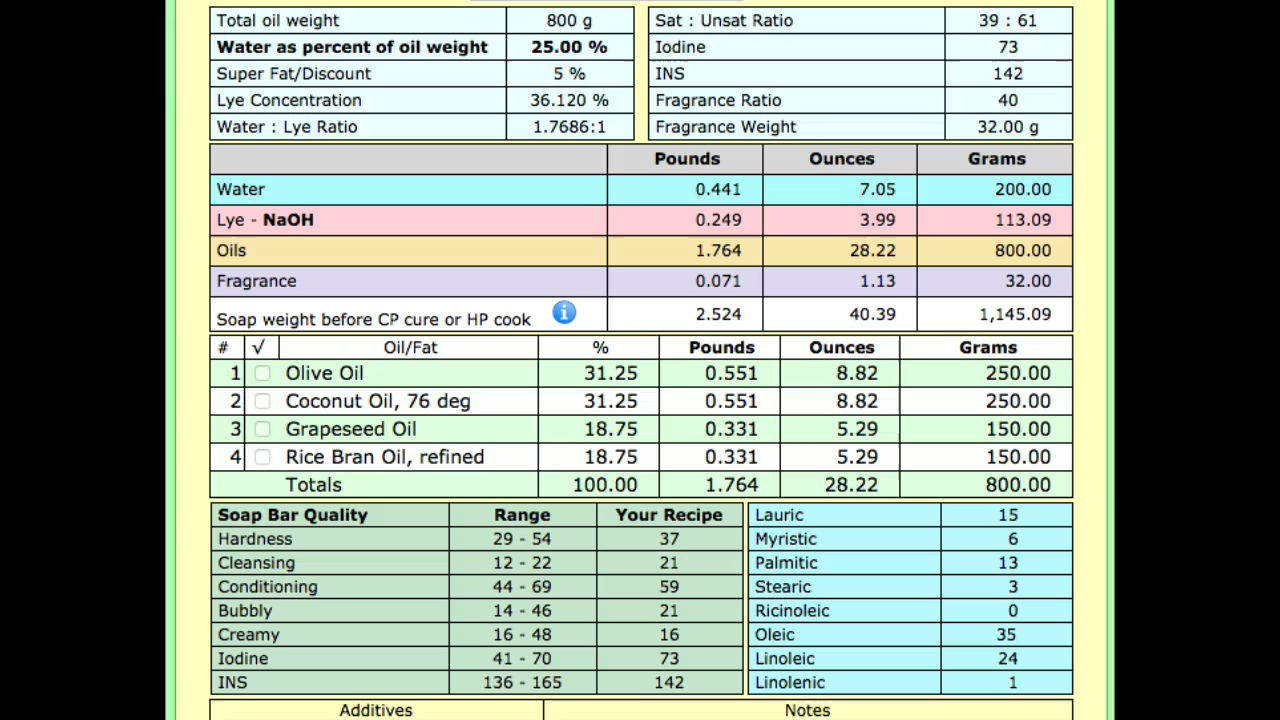 Total oil weight 800 g Sat : Unsat Ratio 39 : 61
Water as percent of oil weight 25.00 % Iodine 73
Super Fat/Discount 5 % INS 142
Lye Concentration 36.120 % Fragrance Ratio 40
Water : Lye Ratio 1.7686:1 Fragrance Weight 32.00 g
Pounds Ounces Grams
Water 0.441 7.05 200.00
Lye - NaOH 0.249 3.99 113.09
Oils 1.764 28.22 800.00
Fragrance 0.071 1.13 32.00
Soap weight before CP cure or HP cook i 2.524 40.39 1,145.09
# √ Oil/Fat % Pounds Ounces Grams
1 Olive Oil 31.25 0.551 8.82 250.00
2 Coconut Oil, 76 deg 31.25 0.551 8.82 250.00
3 Grapeseed Oil 18.75 0.331 5.29 150.00
4 Rice Bran Oil, refined 18.75 0.331 5.29 150.00
Totals 100.00 1.764 28.22 800.00
Soap Bar Quality Range Your Recipe Lauric 15
Hardness 29 - 54 37 Myristic 6
Cleansing 12 - 22 21 Palmitic 13
Conditioning 44 - 69 59 Stearic 3
Bubbly 14 - 46 21 Ricinoleic 0
Creamy 16 - 48 16 Oleic 35
Iodine 41 - 70 73 Linoleic 24
INS 136 - 165 142 Linolenic 1
Additives Notes